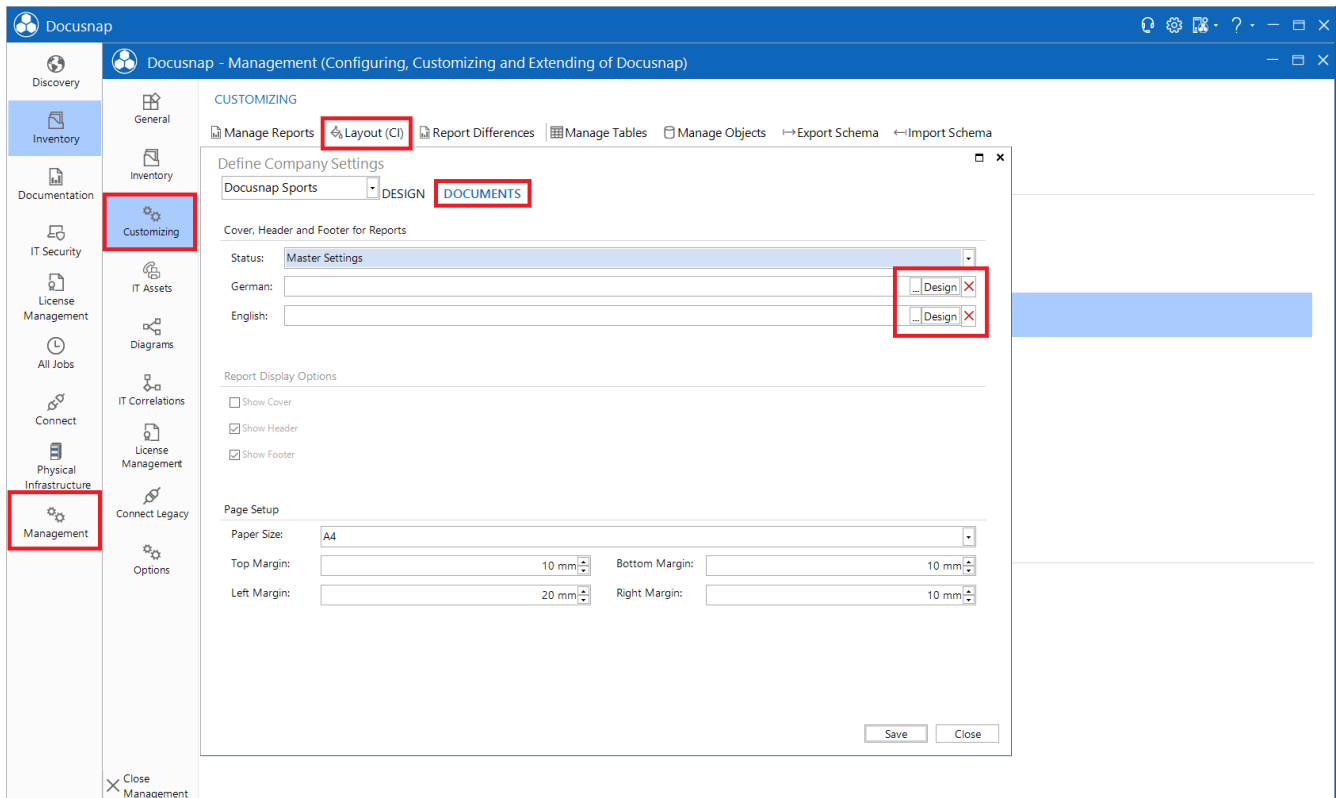 Docusnap
?
Discovery
Inventory
Documentation
IT Security
License
Management
All Jobs
Connect
Physical
Infrastructure
Management
Docusnap - Management (Configuring, Customizing and Extending of Docusnap)
General
Inventory
Customizing
IT Assets
Diagrams
IT Correlations
License
Management
Connect Legacy
Options
Close
Management
CUSTOMIZING
Manage Reports Layout (CI) Report Differences Manage Tables Manage Objects Export Schema Import Schema
Define Company Settings
Docusnap Sports DESIGN DOCUMENTS
Cover, Header and Footer for Reports
Status: Master Settings
German: ... Design
English: ... Design
Report Display Options
Show Cover
Show Header
Show Footer
Page Setup
Paper Size: A4
Top Margin: 10 mm Bottom Margin: 10 mm
Left Margin: 20 mm Right Margin: 10 mm
Save Close